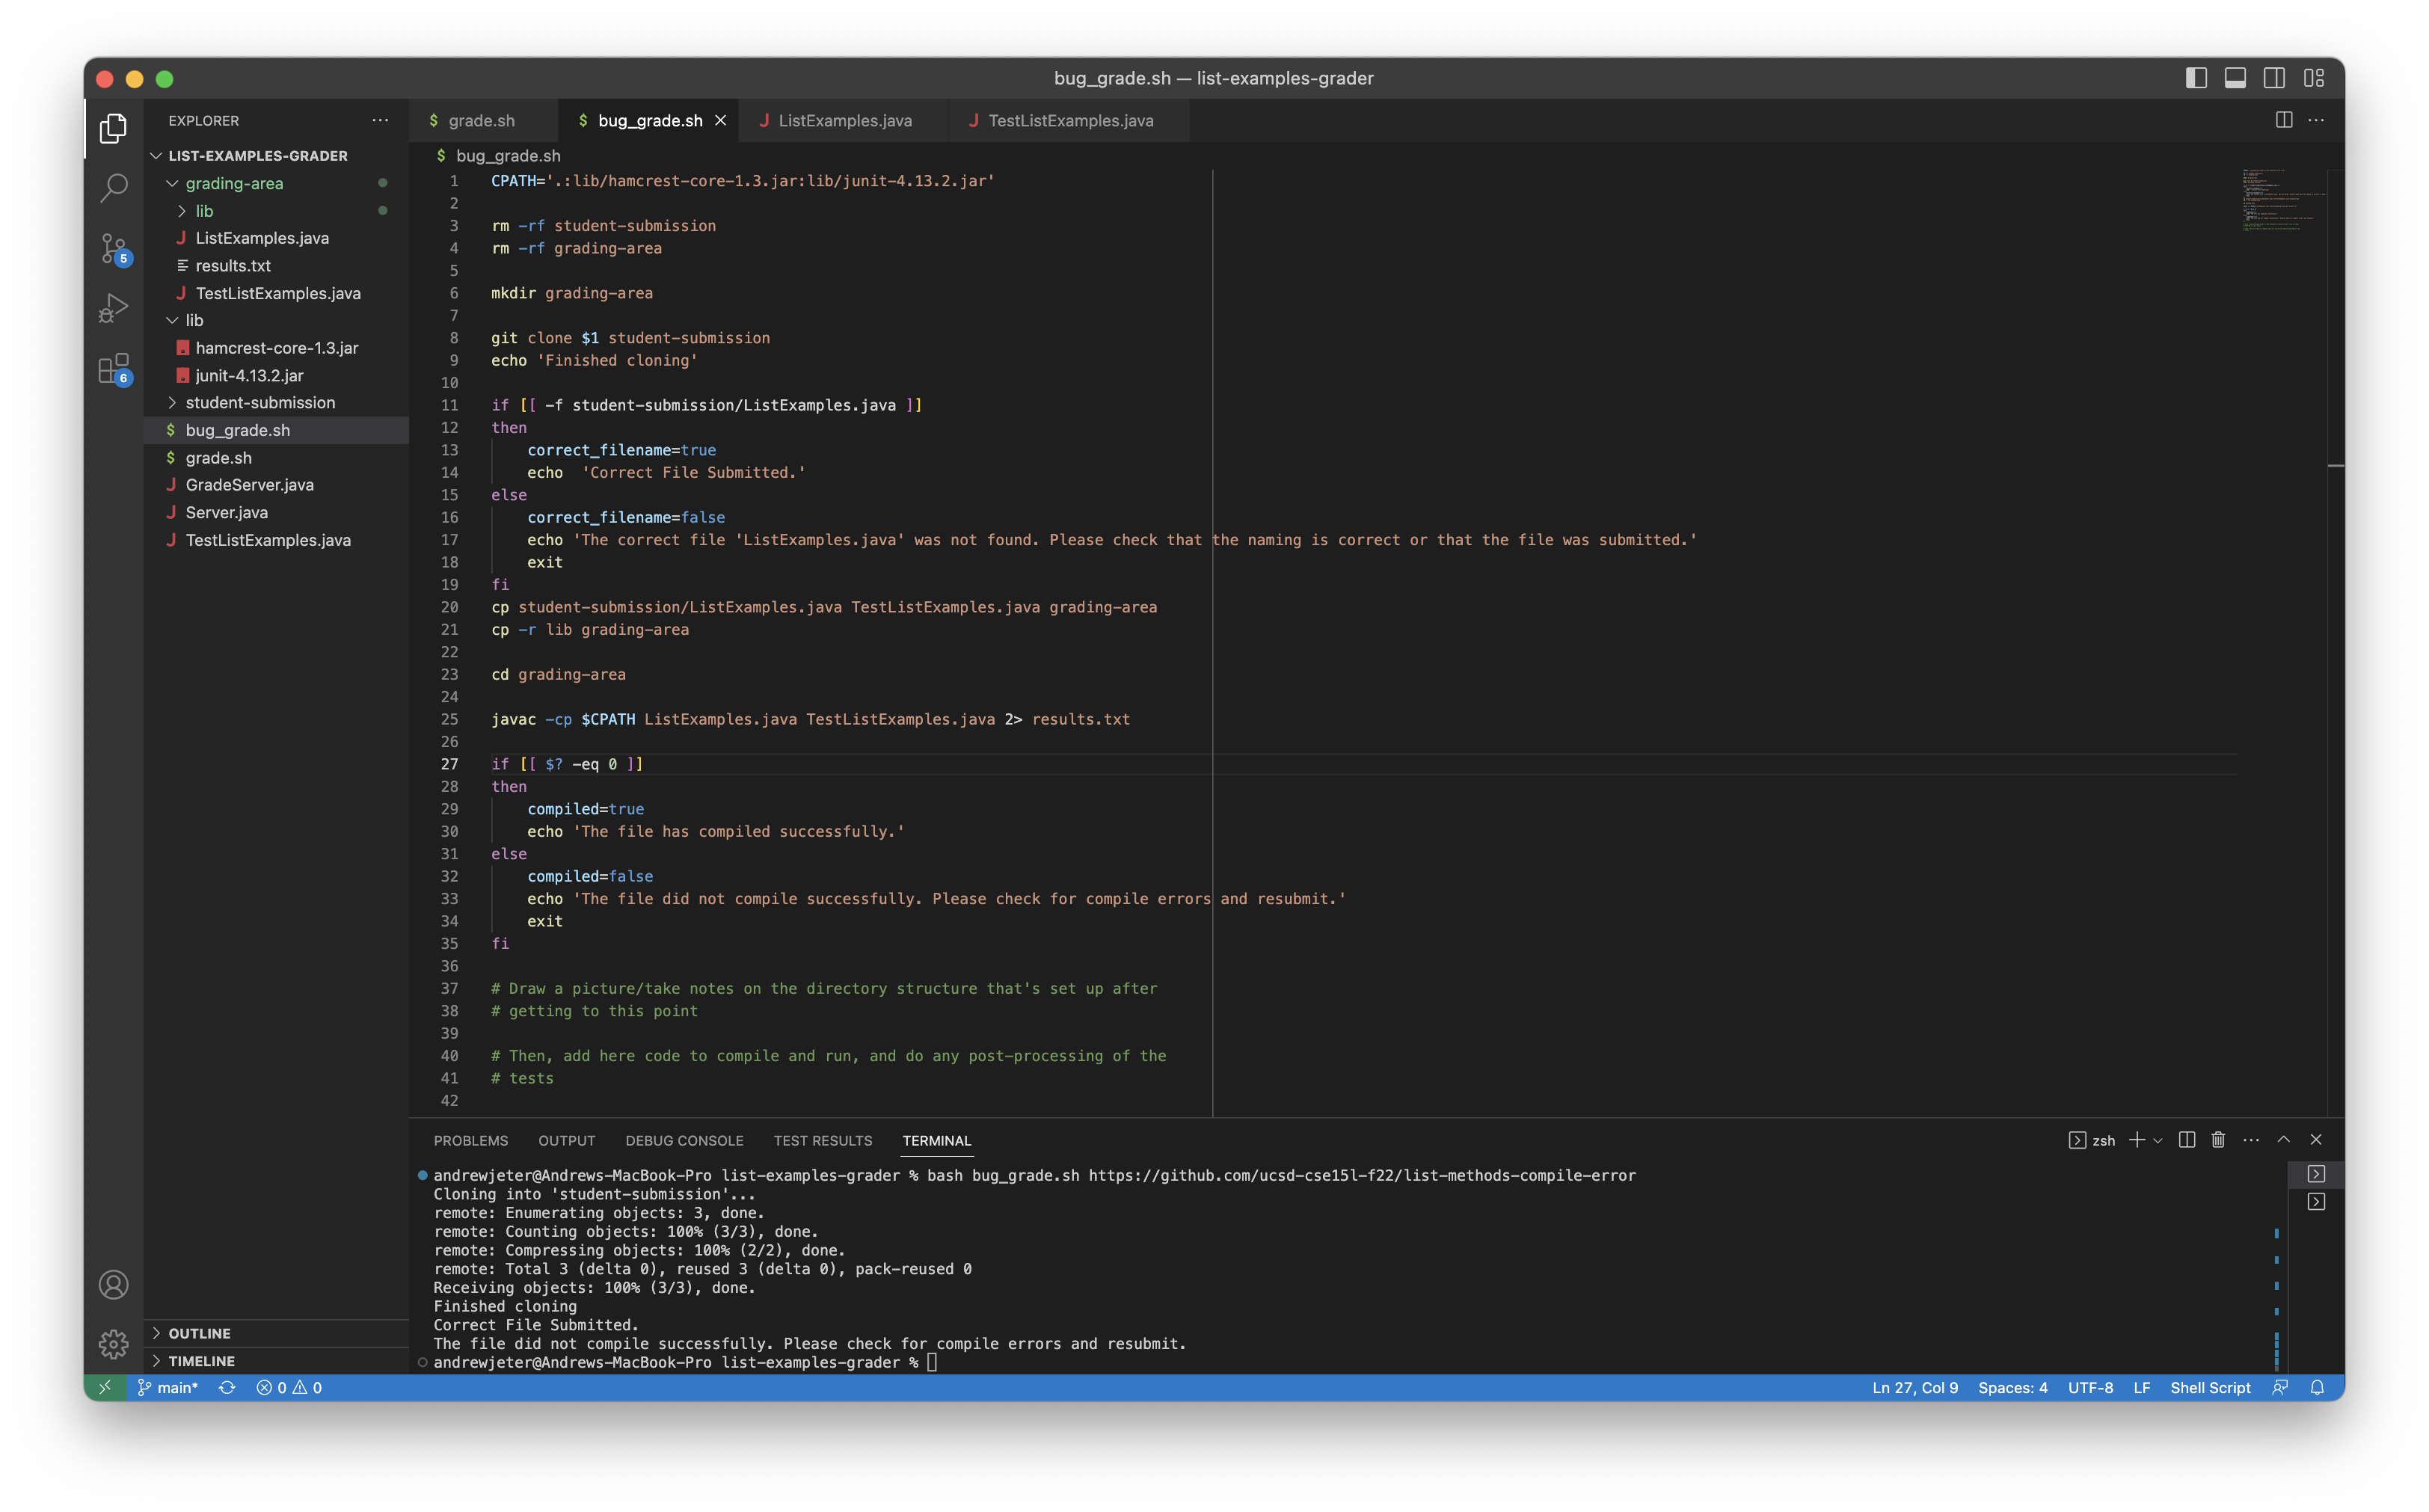 bug_grade.sh — list-examples-grader
EXPLORER
LIST-EXAMPLES-GRADER
grading-area
lib
ListExamples.java
results.txt
TestListExamples.java
lib
hamcrest-core-1.3.jar
junit-4.13.2.jar
student-submission
bug_grade.sh
grade.sh
GradeServer.java
Server.java
TestListExamples.java
OUTLINE
TIMELINE
5
6
$ grade.sh
$ bug_grade.sh
J ListExamples.java
J TestListExamples.java
$ bug_grade.sh
1 CPATH='.:lib/hamcrest-core-1.3.jar:lib/junit-4.13.2.jar'
2
3 rm -rf student-submission
4 rm -rf grading-area
5
6 mkdir grading-area
7
8 git clone $1 student-submission
9 echo 'Finished cloning'
10
11 if [[ -f student-submission/ListExamples.java ]]
12 then
13     correct_filename=true
14     echo  'Correct File Submitted.'
15 else
16     correct_filename=false
17     echo 'The correct file 'ListExamples.java' was not found. Please check that the naming is correct or that the file was submitted.'
18     exit
19 fi
20 cp student-submission/ListExamples.java TestListExamples.java grading-area
21 cp -r lib grading-area
22
23 cd grading-area
24
25 javac -cp $CPATH ListExamples.java TestListExamples.java 2> results.txt
26
27 if [[ $? -eq 0 ]]
28 then
29     compiled=true
30     echo 'The file has compiled successfully.'
31 else
32     compiled=false
33     echo 'The file did not compile successfully. Please check for compile errors and resubmit.'
34     exit
35 fi
36
37 # Draw a picture/take notes on the directory structure that's set up after
38 # getting to this point
39
40 # Then, add here code to compile and run, and do any post-processing of the
41 # tests
42
PROBLEMS OUTPUT DEBUG CONSOLE TEST RESULTS TERMINAL
zsh
andrewjeter@Andrews-MacBook-Pro list-examples-grader % bash bug_grade.sh https://github.com/ucsd-cse15l-f22/list-methods-compile-error
Cloning into 'student-submission'...
remote: Enumerating objects: 3, done.
remote: Counting objects: 100% (3/3), done.
remote: Compressing objects: 100% (2/2), done.
remote: Total 3 (delta 0), reused 3 (delta 0), pack-reused 0
Receiving objects: 100% (3/3), done.
Finished cloning
Correct File Submitted.
The file did not compile successfully. Please check for compile errors and resubmit.
andrewjeter@Andrews-MacBook-Pro list-examples-grader %
main* 0 0 Ln 27, Col 9 Spaces: 4 UTF-8 LF Shell Script